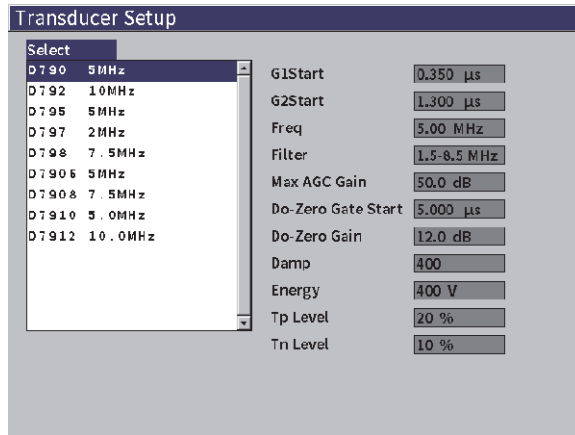 Transducer Setup
Select
D790 5MHz
D792 10MHz
D795 5MHz
D797 2MHz
D798 7.5MHz
D7906 5MHz
D7908 7.5MHz
D7910 5.0MHz
D7912 10.0MHz
G1Start 0.350 µs
G2Start 1.300 µs
Freq 5.00 MHz
Filter 1.5-8.5 MHz
Max AGC Gain 50.0 dB
Do-Zero Gate Start 5.000 µs
Do-Zero Gain 12.0 dB
Damp 400
Energy 400 V
Tp Level 20 %
Tn Level 10 %